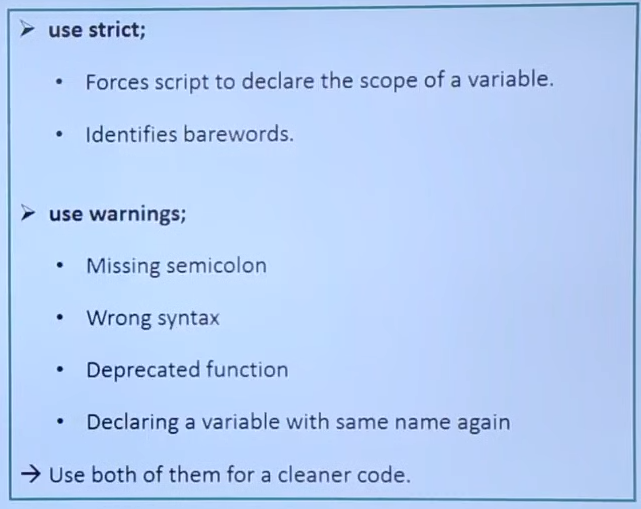 ➢ use strict;
• Forces script to declare the scope of a variable.
• Identifies barewords.
➢ use warnings;
• Missing semicolon
• Wrong syntax
• Deprecated function
• Declaring a variable with same name again
→ Use both of them for a cleaner code.